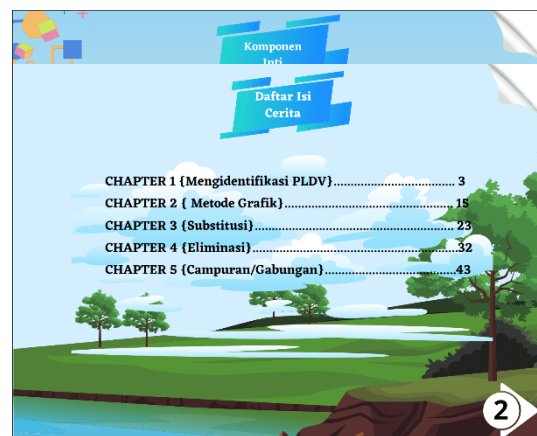 Komponen
Inti
Daftar Isi
Cerita
CHAPTER 1 {Mengidentifikasi PLDV}................................... 3
CHAPTER 2 { Metode Grafik}................................................ 15
CHAPTER 3 {Substitusi}.........................................................23
CHAPTER 4 {Eliminasi}..........................................................32
CHAPTER 5 {Campuran/Gabungan}.....................................43
2